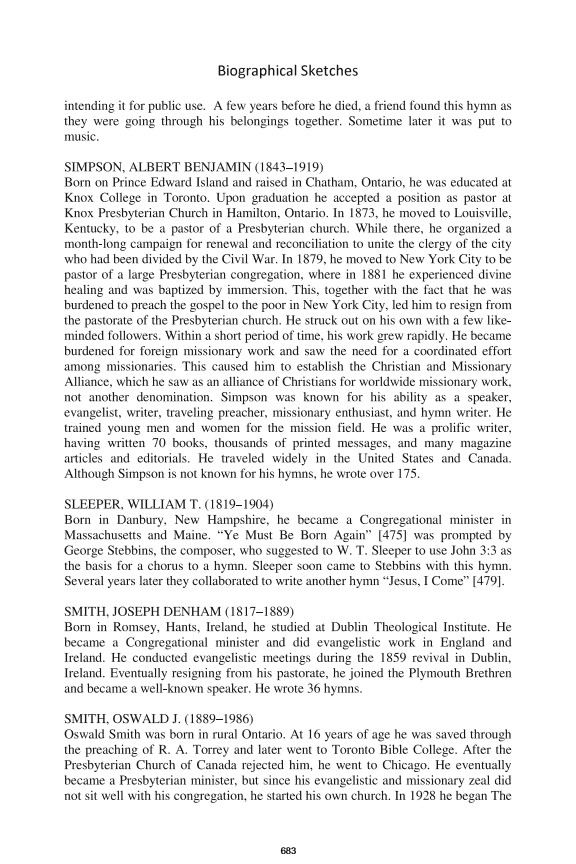 Biographical Sketches
intending it for public use.  A few years before he died, a friend found this hymn as
they were going through his belongings together. Sometime later it was put to
music.
SIMPSON, ALBERT BENJAMIN (1843–1919)
Born on Prince Edward Island and raised in Chatham, Ontario, he was educated at
Knox College in Toronto. Upon graduation he accepted a position as pastor at
Knox Presbyterian Church in Hamilton, Ontario. In 1873, he moved to Louisville,
Kentucky, to be a pastor of a Presbyterian church. While there, he organized a
month-long campaign for renewal and reconciliation to unite the clergy of the city
who had been divided by the Civil War. In 1879, he moved to New York City to be
pastor of a large Presbyterian congregation, where in 1881 he experienced divine
healing and was baptized by immersion. This, together with the fact that he was
burdened to preach the gospel to the poor in New York City, led him to resign from
the pastorate of the Presbyterian church. He struck out on his own with a few like-
minded followers. Within a short period of time, his work grew rapidly. He became
burdened for foreign missionary work and saw the need for a coordinated effort
among missionaries. This caused him to establish the Christian and Missionary
Alliance, which he saw as an alliance of Christians for worldwide missionary work,
not another denomination. Simpson was known for his ability as a speaker,
evangelist, writer, traveling preacher, missionary enthusiast, and hymn writer. He
trained young men and women for the mission field. He was a prolific writer,
having written 70 books, thousands of printed messages, and many magazine
articles and editorials. He traveled widely in the United States and Canada.
Although Simpson is not known for his hymns, he wrote over 175.
SLEEPER, WILLIAM T. (1819–1904)
Born in Danbury, New Hampshire, he became a Congregational minister in
Massachusetts and Maine. “Ye Must Be Born Again” [475] was prompted by
George Stebbins, the composer, who suggested to W. T. Sleeper to use John 3:3 as
the basis for a chorus to a hymn. Sleeper soon came to Stebbins with this hymn.
Several years later they collaborated to write another hymn “Jesus, I Come” [479].
SMITH, JOSEPH DENHAM (1817–1889)
Born in Romsey, Hants, Ireland, he studied at Dublin Theological Institute. He
became a Congregational minister and did evangelistic work in England and
Ireland. He conducted evangelistic meetings during the 1859 revival in Dublin,
Ireland. Eventually resigning from his pastorate, he joined the Plymouth Brethren
and became a well-known speaker. He wrote 36 hymns.
SMITH, OSWALD J. (1889–1986)
Oswald Smith was born in rural Ontario. At 16 years of age he was saved through
the preaching of R. A. Torrey and later went to Toronto Bible College. After the
Presbyterian Church of Canada rejected him, he went to Chicago. He eventually
became a Presbyterian minister, but since his evangelistic and missionary zeal did
not sit well with his congregation, he started his own church. In 1928 he began The
683